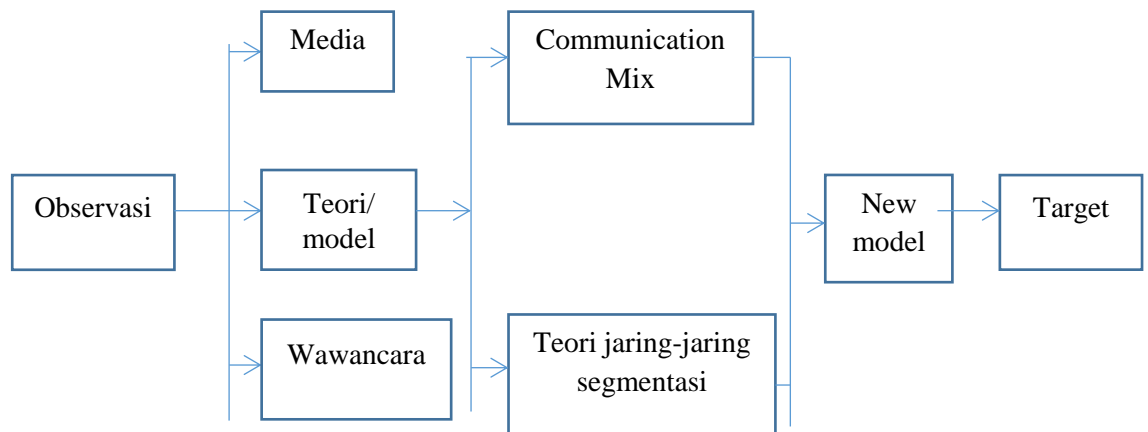 Observasi
Media
Teori/
model
Wawancara
Communication
Mix
Teori jaring-jaring
segmentasi
New
model
Target